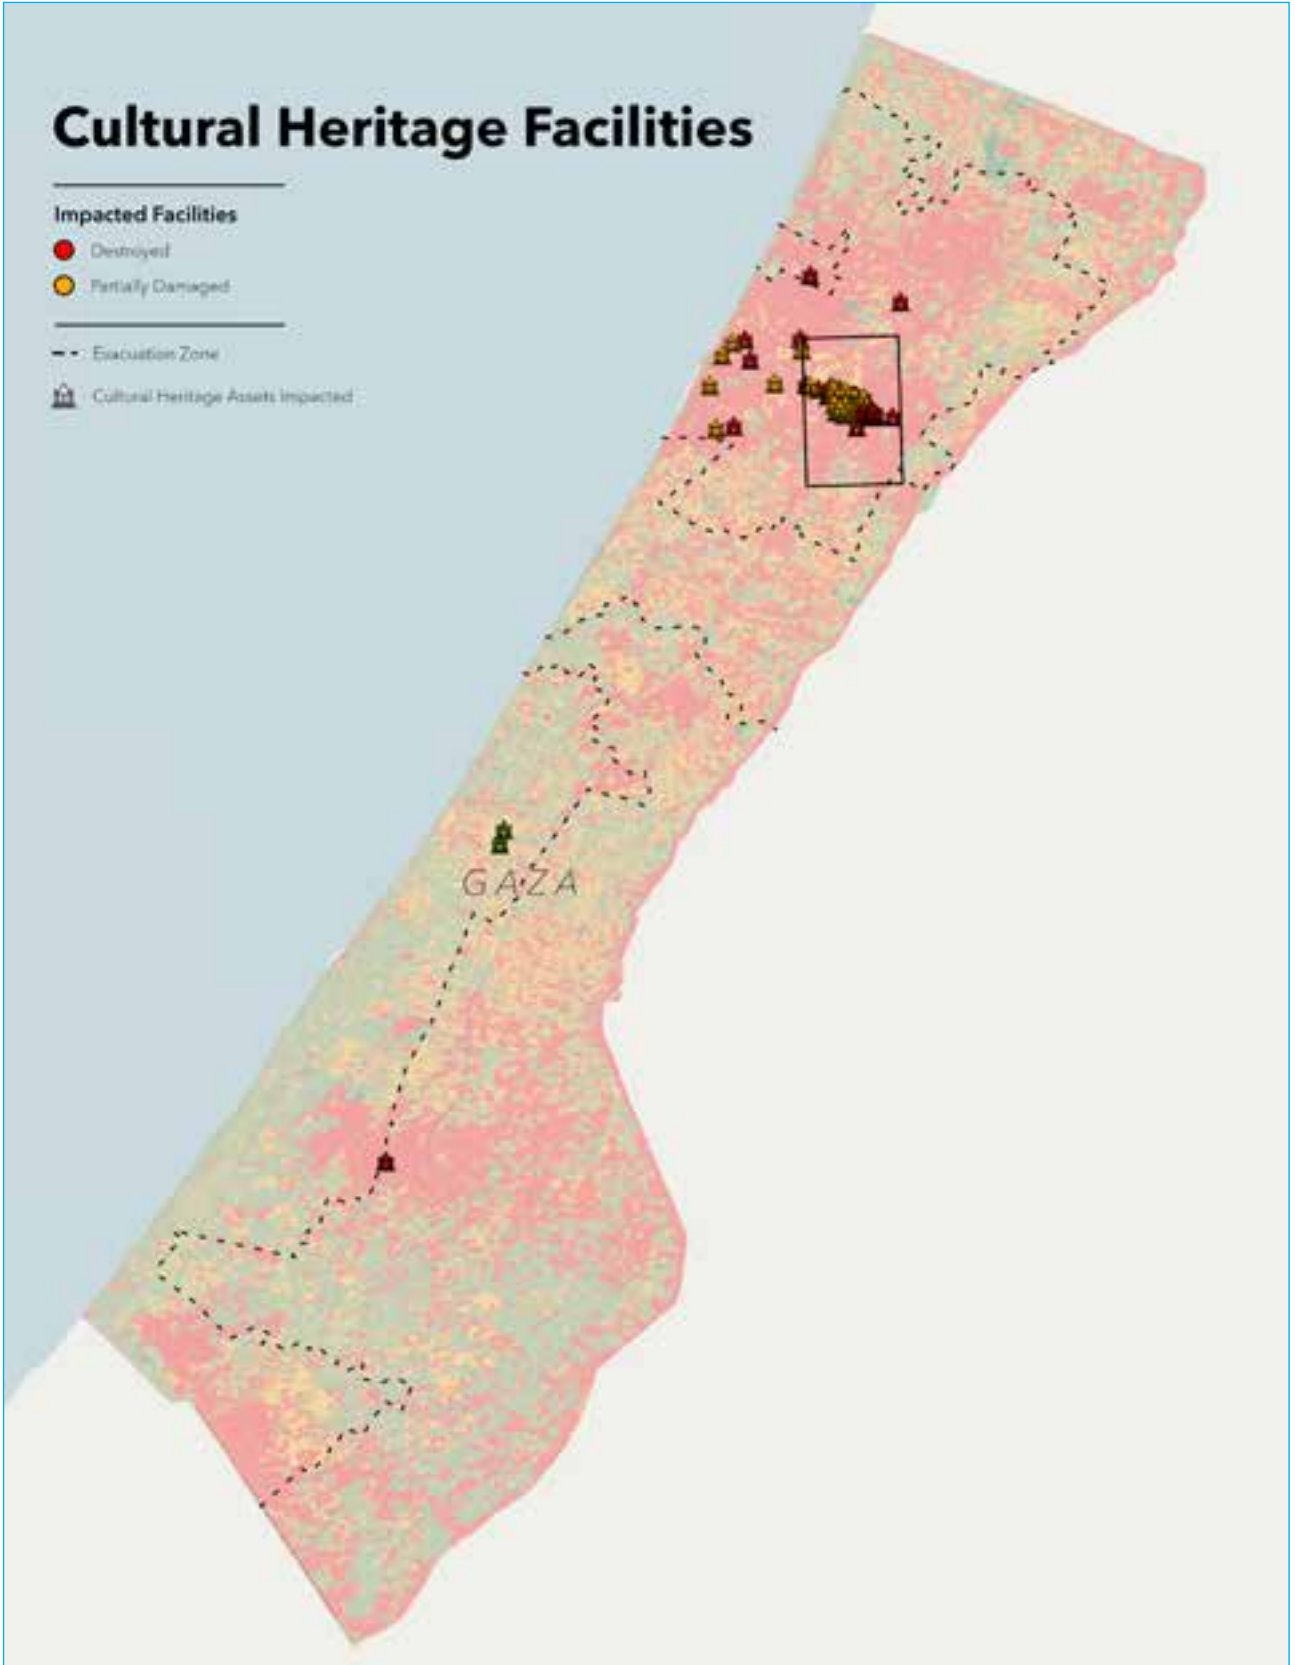 Cultural Heritage Facilities
Impacted Facilities
Destroyed
Partially Damaged
Evacuation Zone
Cultural Heritage Assets Impacted
GAZA